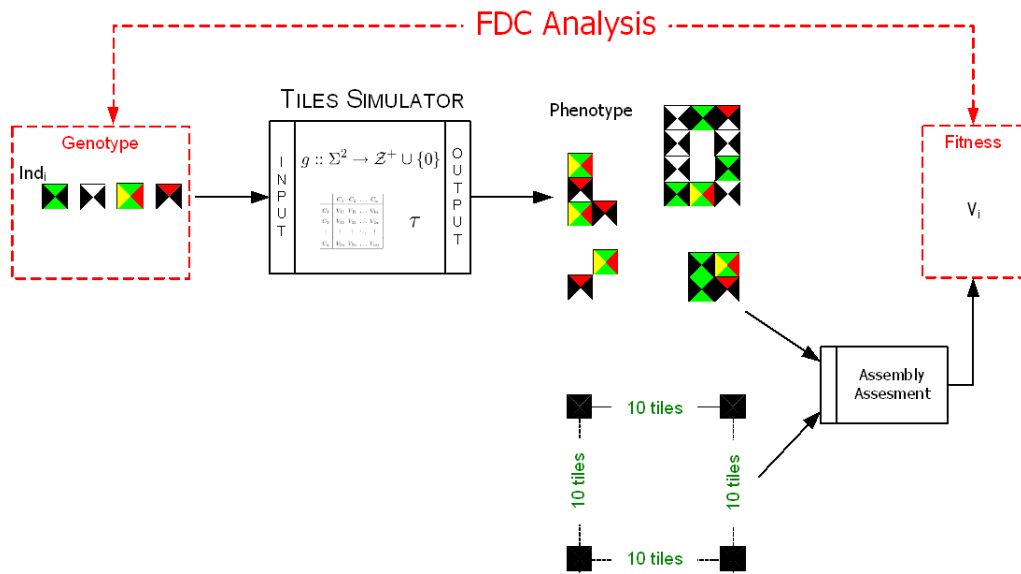 FDC Analysis
TILES SIMULATOR
Genotype
Ind_i
INPUT
g :: Σ² → Z⁺ ∪ {0}
τ
OUTPUT
Phenotype
Fitness
V_i
Assembly
Assesment
10 tiles
10 tiles
10 tiles
10 tiles